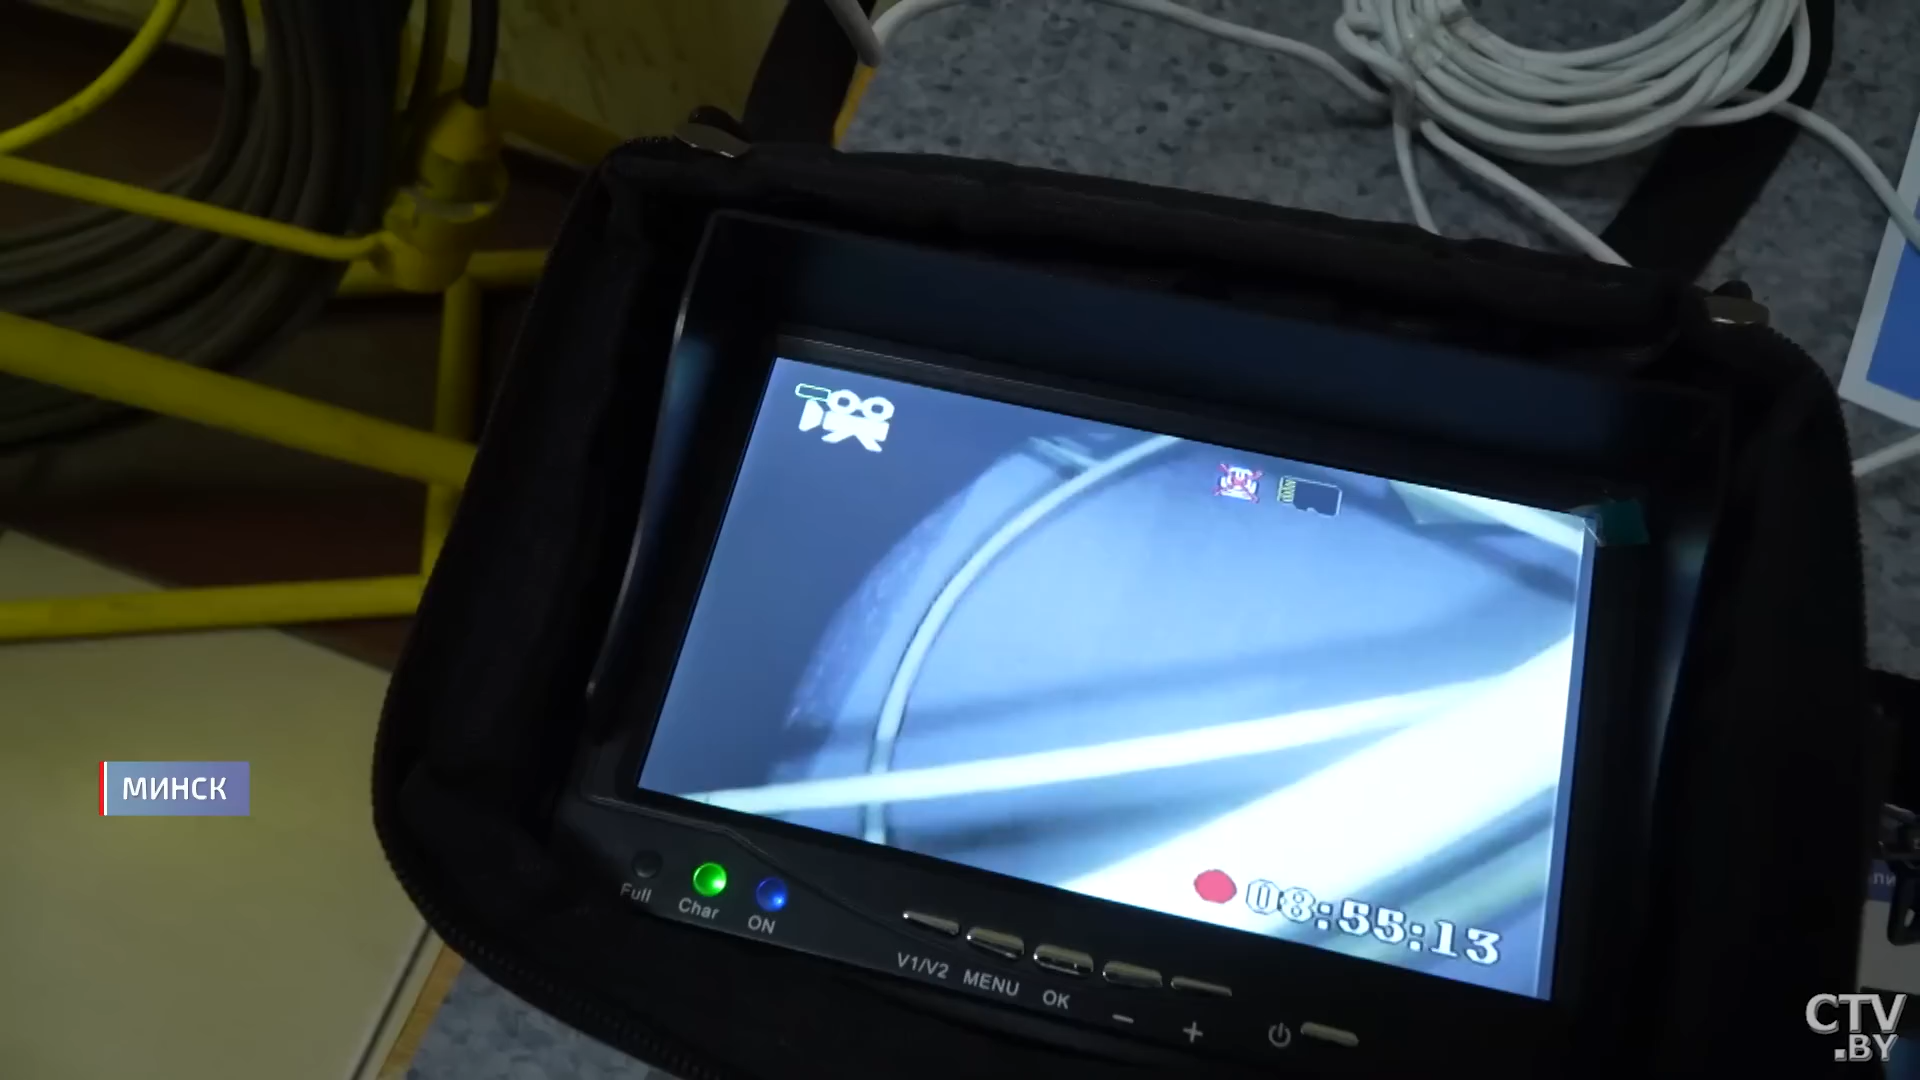 МИНСК
08:55:13
Full
Char
ON
V1/V2
MENU
OK
−
+
CTV
.BY